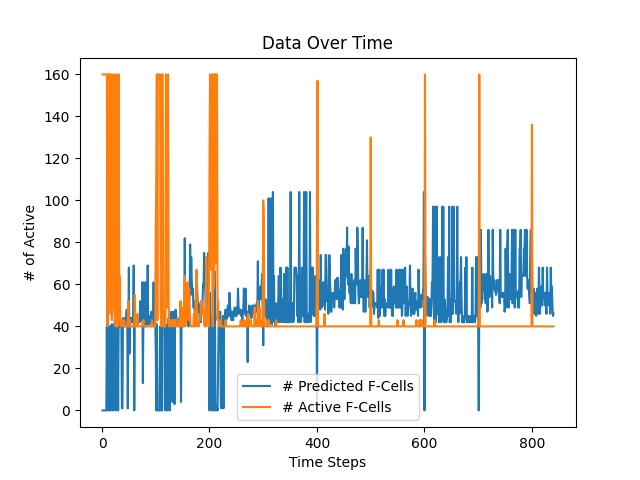 Data Over Time
160
140
120
100
80
60
40
20
0
# of Active
# Predicted F-Cells
# Active F-Cells
0
200
400
600
800
Time Steps